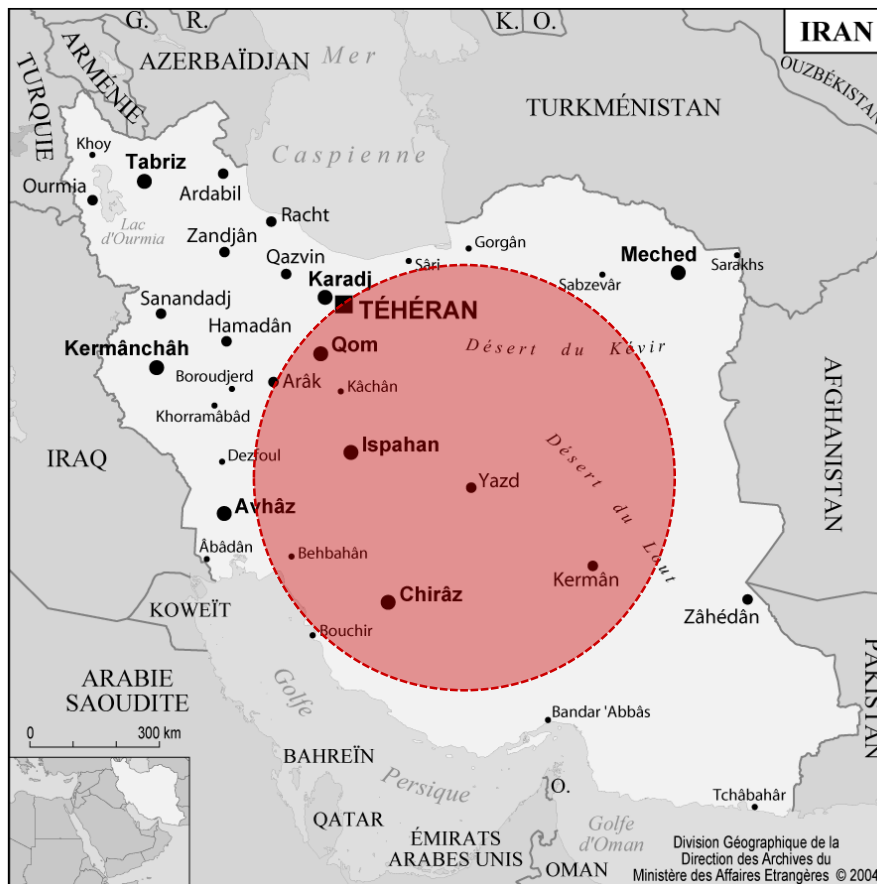 G.
R.
K.
O.
IRAN
AZERBAÏDJAN
Mer
Caspienne
ARMÉNIE
TURQUIE
OUZBÉKISTAN
TURKMÉNISTAN
Khoy
Tabriz
Ourmia
Ardabil
Lac
d'Ourmia
Racht
Zandjân
Gorgân
Qazvin
Sâri
Meched
Sarakhs
Sabzevâr
Karadj
TÉHÉRAN
Sanandadj
Hamadân
Qom
Désert du Kévir
Kermânchâh
Boroudjerd
Arâk
Kâchân
Khorramâbâd
AFGHANISTAN
IRAQ
Dezfoul
Ispahan
Désert du Lout
Yazd
Avhâz
Âbâdân
Behbahân
Kermân
KOWEÏT
Chirâz
Zâhédân
Bouchir
PAKISTAN
ARABIE
SAOUDITE
Golfe
Persique
0 300 km
Bandar 'Abbâs
BAHREÏN
O.
Tchâbahâr
QATAR
ÉMIRATS
ARABES UNIS
Golfe
d'Oman
OMAN
Division Géographique de la
Direction des Archives du
Ministère des Affaires Etrangères © 2004